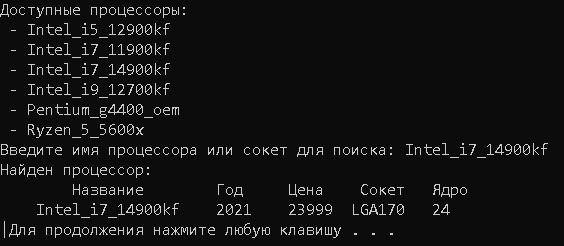 Доступные процессоры:
- Intel_i5_12900kf
- Intel_i7_11900kf
- Intel_i7_14900kf
- Intel_i9_12700kf
- Pentium_g4400_oem
- Ryzen_5_5600x
Введите имя процессора или сокет для поиска: Intel_i7_14900kf
Найден процессор:
Название Год Цена Сокет Ядро
Intel_i7_14900kf 2021 23999 LGA170 24
Для продолжения нажмите любую клавишу . . .